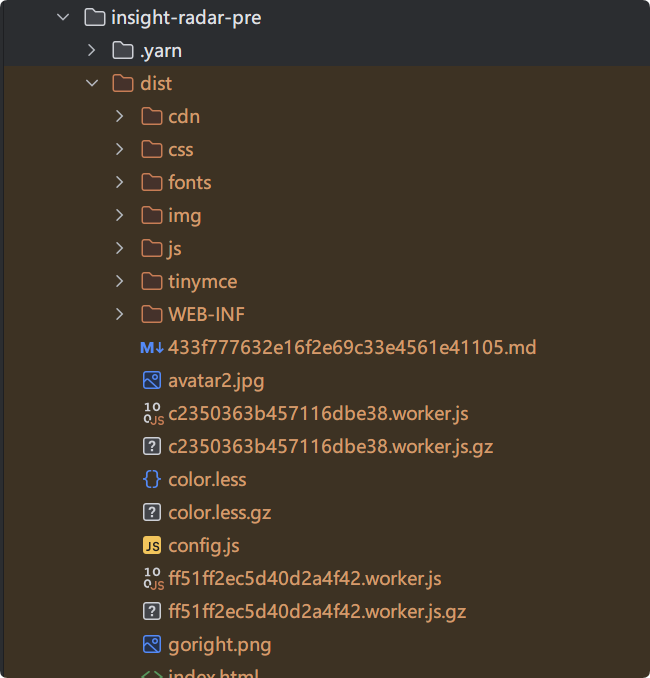 insight-radar-pre
.yarn
dist
cdn
css
fonts
img
js
tinymce
WEB-INF
M↓ 433f777632e16f2e69c33e4561e41105.md
avatar2.jpg
c2350363b457116dbe38.worker.js
? c2350363b457116dbe38.worker.js.gz
{} color.less
? color.less.gz
JS config.js
ff51ff2ec5d40d2a4f42.worker.js
? ff51ff2ec5d40d2a4f42.worker.js.gz
goright.png
<> index.html